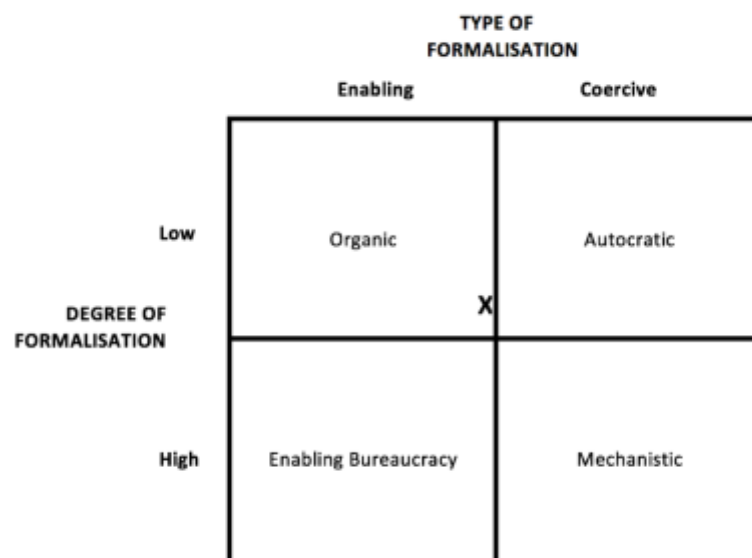 TYPE OF
FORMALISATION
Enabling
Coercive
Low
Organic
Autocratic
X
DEGREE OF
FORMALISATION
High
Enabling Bureaucracy
Mechanistic